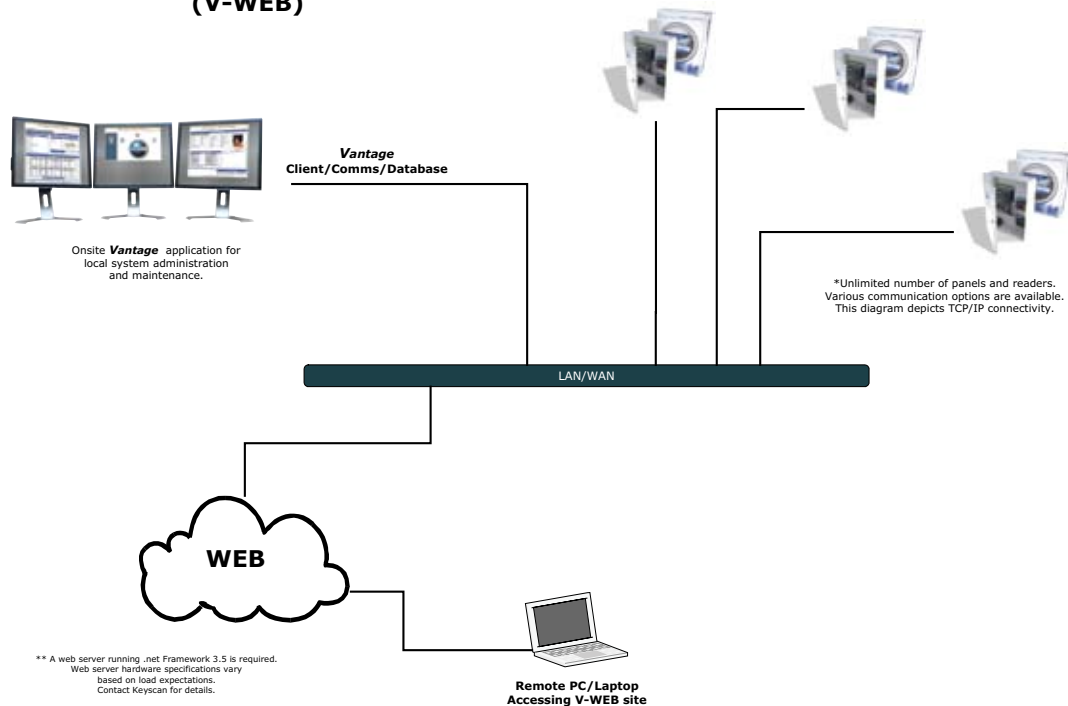 (V-WEB)
Vantage
Client/Comms/Database
Onsite Vantage application for
local system administration
and maintenance.
*Unlimited number of panels and readers.
Various communication options are available.
This diagram depicts TCP/IP connectivity.
LAN/WAN
WEB
** A web server running .net Framework 3.5 is required.
Web server hardware specifications vary
based on load expectations.
Contact Keyscan for details.
Remote PC/Laptop
Accessing V-WEB site